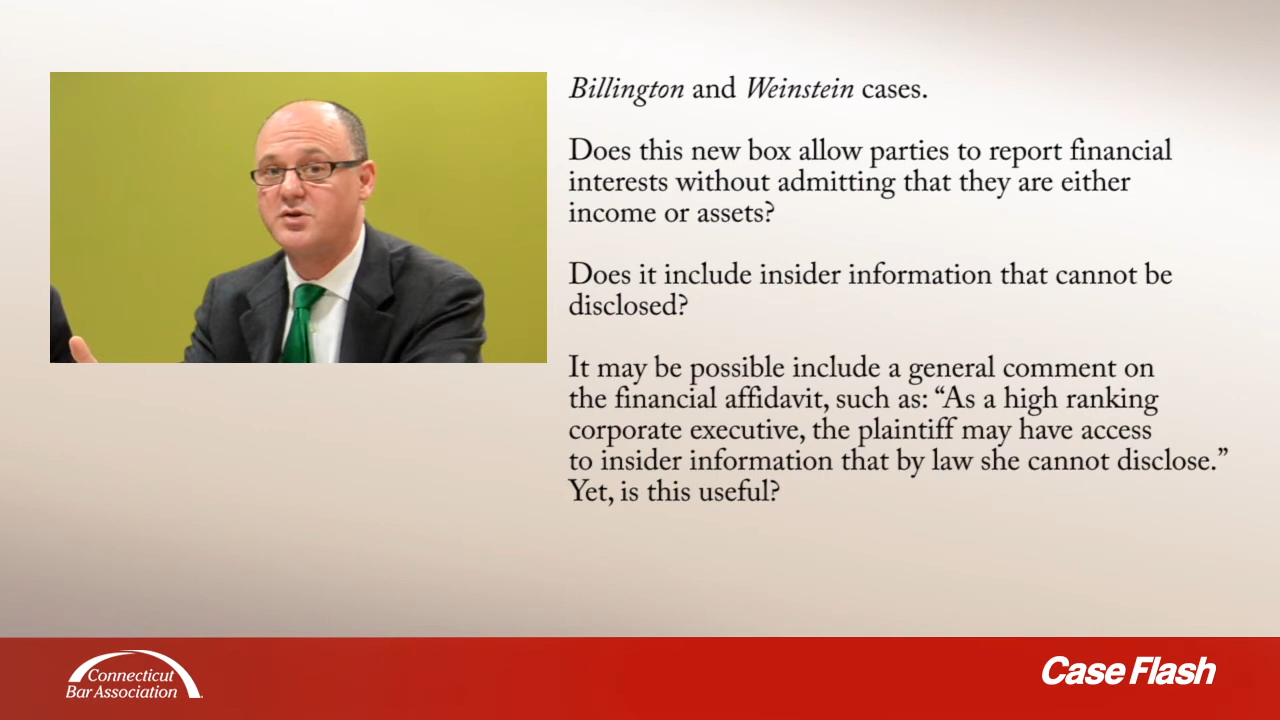 Billington and Weinstein cases.
Does this new box allow parties to report financial
interests without admitting that they are either
income or assets?
Does it include insider information that cannot be
disclosed?
It may be possible include a general comment on
the financial affidavit, such as: “As a high ranking
corporate executive, the plaintiff may have access
to insider information that by law she cannot disclose.”
Yet, is this useful?
Connecticut
Bar Association
Case Flash